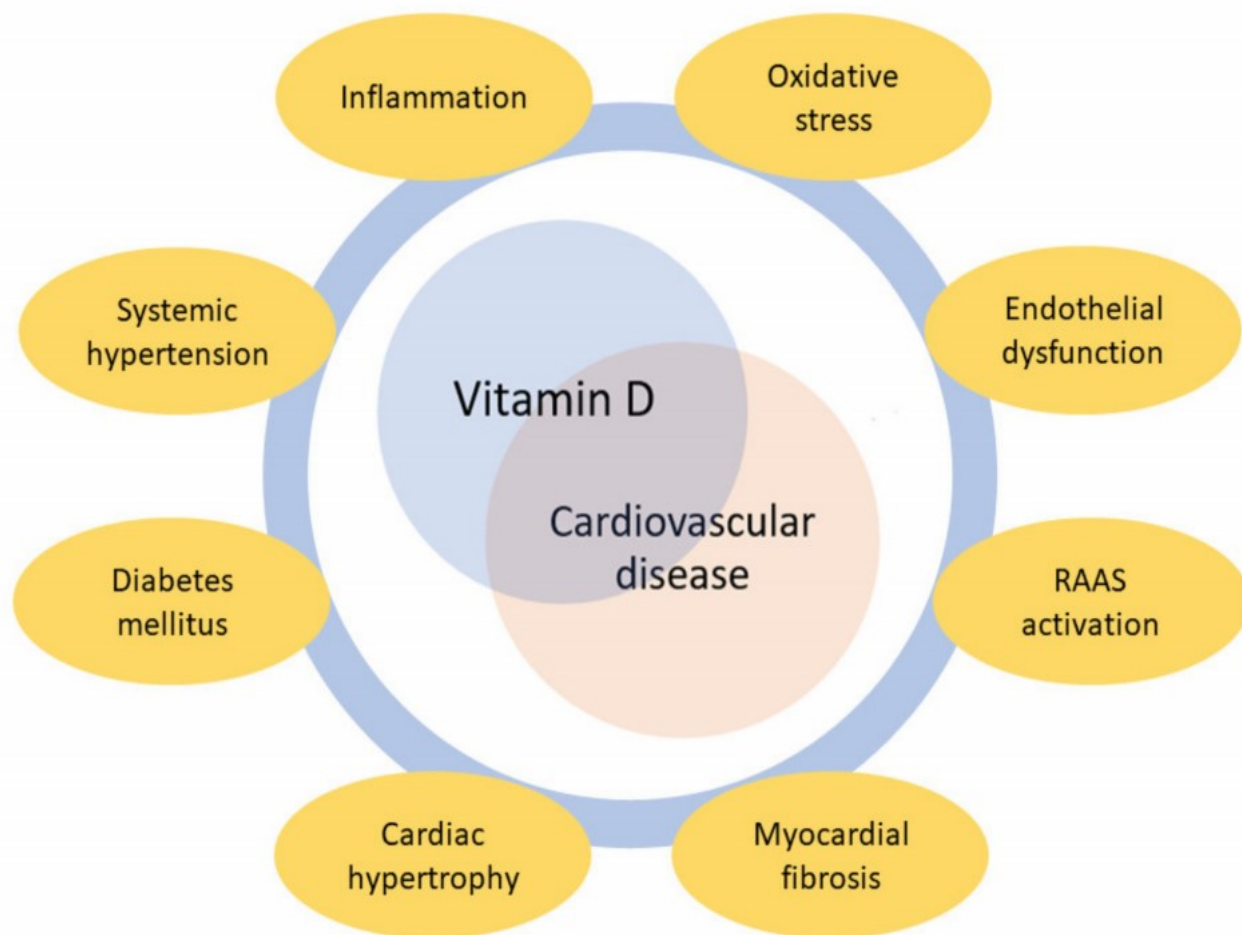 Inflammation
Oxidative
stress
Systemic
hypertension
Endothelial
dysfunction
Vitamin D
Cardiovascular
disease
Diabetes
mellitus
RAAS
activation
Cardiac
hypertrophy
Myocardial
fibrosis